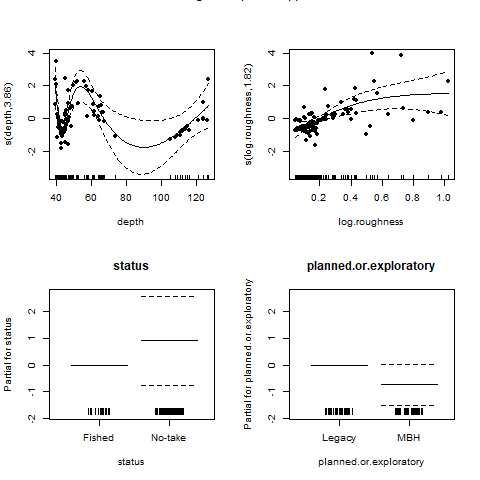 4
2
0
-2
s(depth,3.86)
40
60
80
100
120
depth
4
2
0
-2
s(log.roughness,1.82)
0.2
0.4
0.6
0.8
1.0
log.roughness
status
2
1
0
-1
-2
Partial for status
Fished
No-take
status
planned.or.exploratory
2
1
0
-1
-2
Partial for planned.or.exploratory
Legacy
MBH
planned.or.exploratory